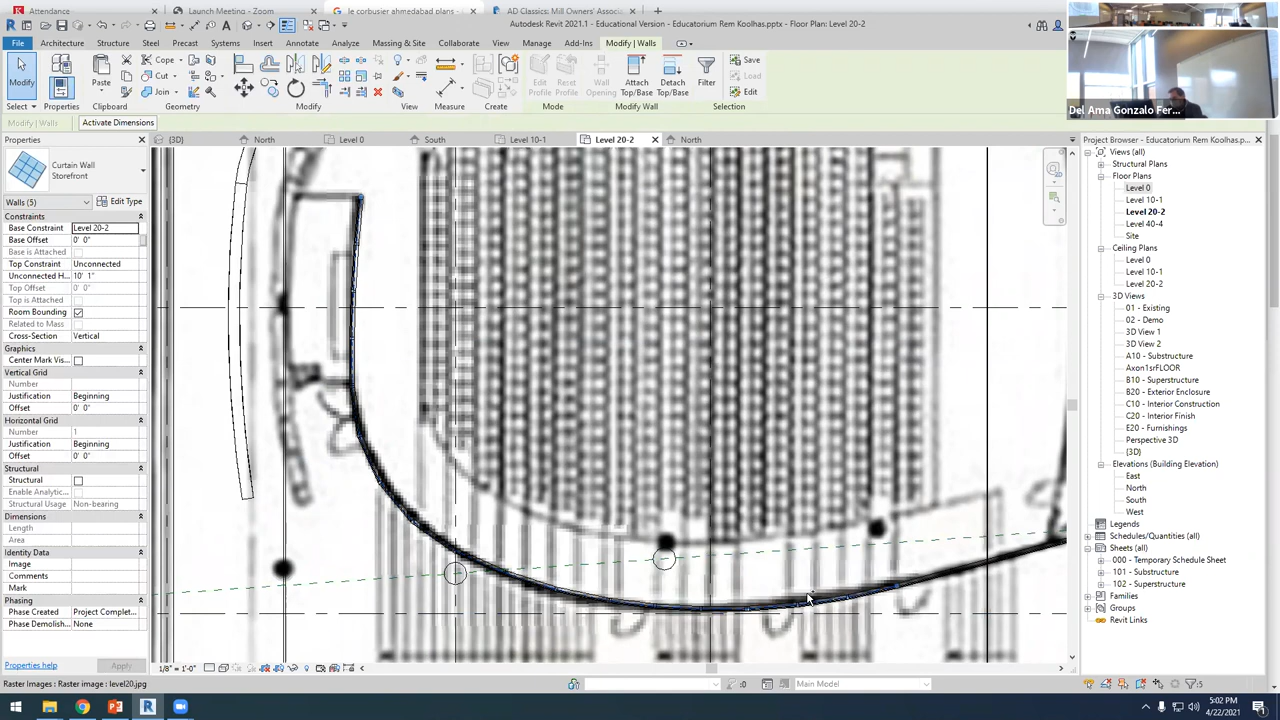 Attendance
Launch Meeting - Zoom
le corbusier ahmedabad plans -
AD Classics: Mill Owners' Associa
Autodesk Revit 2021.1 - Educational Version - Educatorium Rem Koolhas.pptx - Floor Plan: Level 20-2
File Architecture Structure Steel Precast Systems Insert Annotate Analyze Massing & Site Collaborate View Manage Add-Ins Modify | Walls
Modify
Properties
Paste
Cope
Cut
Join
Edit Profile
Reset Profile
Wall Opening
Attach Top/Base
Detach Top/Base
Filter
Save
Load
Edit
Select Properties Clipboard Geometry Modify View Measure Create Mode Modify Wall Selection
Modify | Walls Activate Dimensions
Del Ama Gonzalo Fer...
Properties
{3D} North Level 0 South Level 10-1 Level 20-2 North
Curtain Wall
Storefront
Walls (5) Edit Type
Constraints
Base Constraint Level 20-2
Base Offset 0' 0"
Base is Attached
Top Constraint Unconnected
Unconnected H... 10' 1"
Top Offset 0' 0"
Top is Attached
Room Bounding
Related to Mass
Cross-Section Vertical
Graphics
Center Mark Vis...
Vertical Grid
Number
Justification Beginning
Offset 0' 0"
Horizontal Grid
Number 1
Justification Beginning
Offset 0' 0"
Structural
Structural
Enable Analytic...
Structural Usage Non-bearing
Dimensions
Length
Area
Identity Data
Image
Comments
Mark
Phasing
Phase Created Project Complet...
Phase Demolish... None
Properties help Apply
Project Browser - Educatorium Rem Koolhas.p...
Views (all)
Structural Plans
Floor Plans
Level 0
Level 10-1
Level 20-2
Level 40-4
Site
Ceiling Plans
Level 0
Level 10-1
Level 20-2
3D Views
01 - Existing
02 - Demo
3D View 1
3D View 2
A10 - Substructure
Axon1srFLOOR
B10 - Superstructure
B20 - Exterior Enclosure
C10 - Interior Construction
C20 - Interior Finish
E20 - Furnishings
Perspective 3D
{3D}
Elevations (Building Elevation)
East
North
South
West
Legends
Schedules/Quantities (all)
Sheets (all)
000 - Temporary Schedule Sheet
101 - Substructure
102 - Superstructure
Families
Groups
Revit Links
1/8" = 1'-0"
Raster Images : Raster image : level20.jpg
:0
Main Model
:5
5:02 PM
4/22/2021